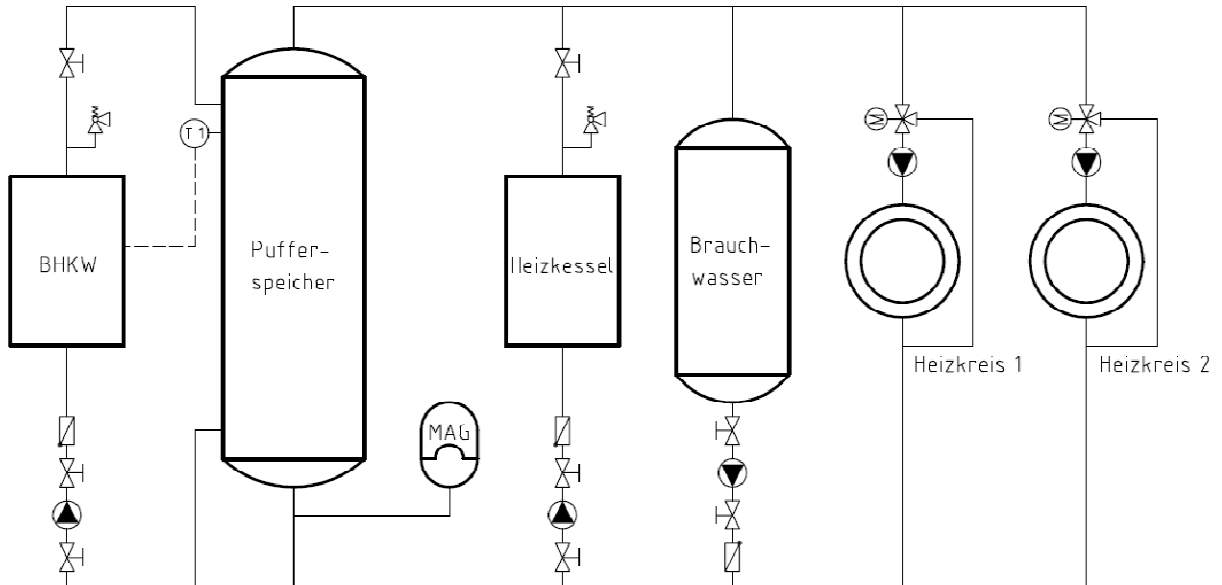 T1
M
M
BHKW
Puffer-
speicher
Heizkessel
Brauch-
wasser
Heizkreis 1
Heizkreis 2
MAG